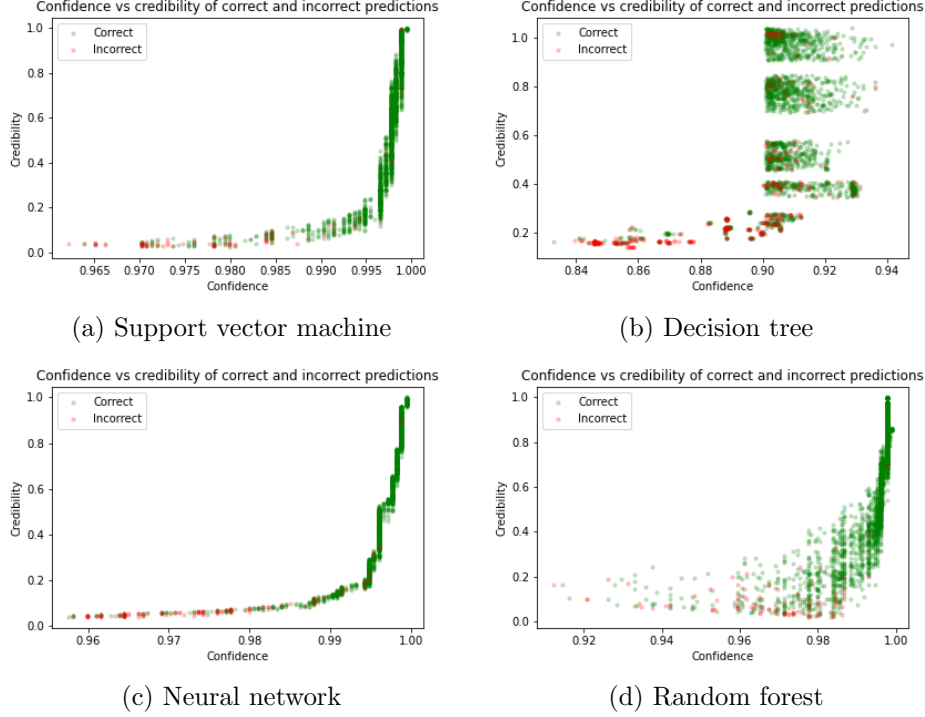 Confidence vs credibility of correct and incorrect predictions
Confidence vs credibility of correct and incorrect predictions
1.0
0.8
0.6
0.4
0.2
0.0
Credibility
Correct
Incorrect
0.965 0.970 0.975 0.980 0.985 0.990 0.995 1.000
Confidence
1.0
0.8
0.6
0.4
0.2
Credibility
Correct
Incorrect
0.84 0.86 0.88 0.90 0.92 0.94
Confidence
(a) Support vector machine
(b) Decision tree
Confidence vs credibility of correct and incorrect predictions
Confidence vs credibility of correct and incorrect predictions
1.0
0.8
0.6
0.4
0.2
0.0
Credibility
Correct
Incorrect
0.96 0.97 0.98 0.99 1.00
Confidence
1.0
0.8
0.6
0.4
0.2
0.0
Credibility
Correct
Incorrect
0.92 0.94 0.96 0.98 1.00
Confidence
(c) Neural network
(d) Random forest